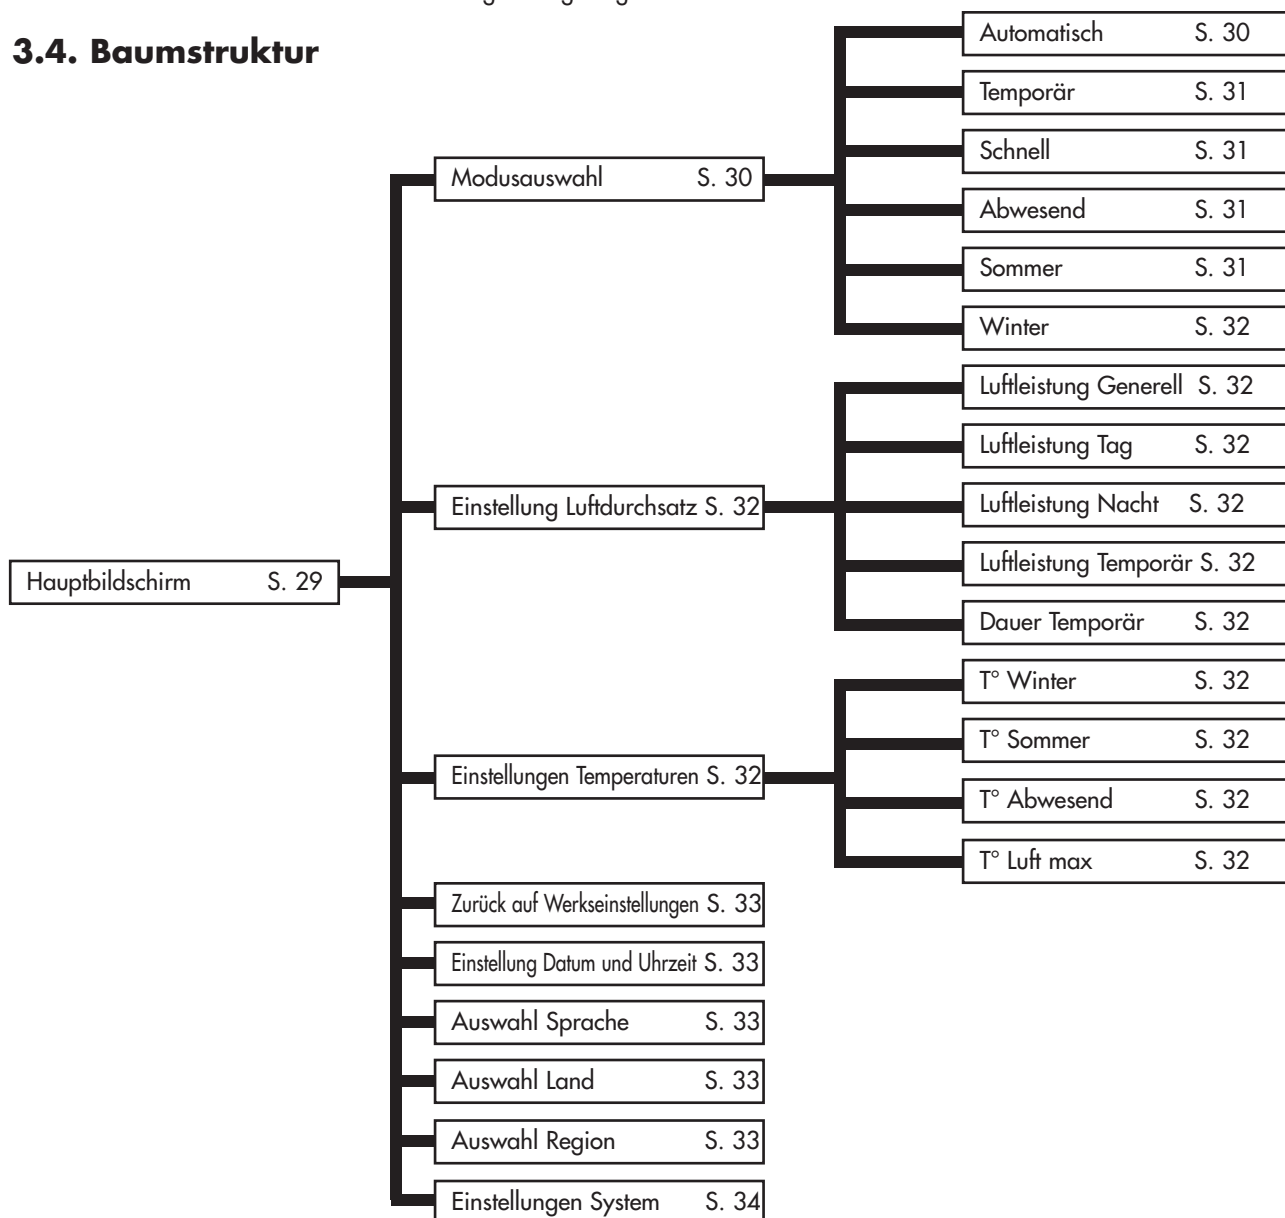 3.4. Baumstruktur
Hauptbildschirm S. 29
Modusauswahl S. 30
Automatisch S. 30
Temporär S. 31
Schnell S. 31
Abwesend S. 31
Sommer S. 31
Winter S. 32
Einstellung Luftdurchsatz S. 32
Luftleistung Generell S. 32
Luftleistung Tag S. 32
Luftleistung Nacht S. 32
Luftleistung Temporär S. 32
Dauer Temporär S. 32
Einstellungen Temperaturen S. 32
T° Winter S. 32
T° Sommer S. 32
T° Abwesend S. 32
T° Luft max S. 32
Zurück auf Werkseinstellungen S. 33
Einstellung Datum und Uhrzeit S. 33
Auswahl Sprache S. 33
Auswahl Land S. 33
Auswahl Region S. 33
Einstellungen System S. 34